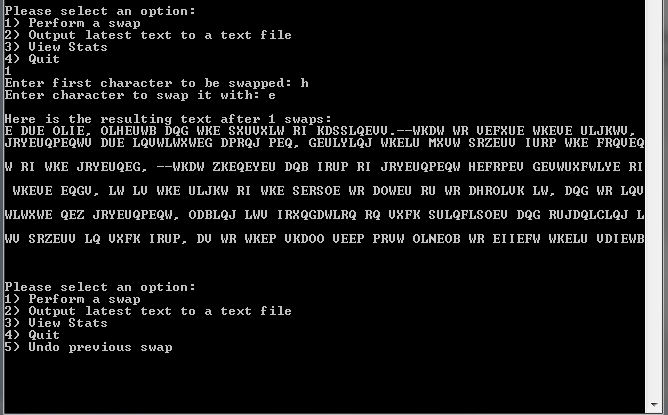 Please select an option:
1) Perform a swap
2) Output latest text to a text file
3) View Stats
4) Quit
1
Enter first character to be swapped: h
Enter character to swap it with: e
Here is the resulting text after 1 swaps:
E DUE OLIE, OLHEUWB DQG WKE SXUVXLW RI KDSSLQEVV.--WKDW WR VEFXUE WKEVE ULJKWV,
JRYEUQPEQWV DUE LQVWLWXWEG DPRQJ PEQ, GEULYLQJ WKELU MXVW SRZEUV IURP WKE FRQVEQ
W RI WKE JRYEUQEG, --WKDW ZKEQEYEU DQB IRUP RI JRYEUQPEQW HEFRPEV GEVWUXFWLYE RI
WKEVE EQGV, LW LV WKE ULJKW RI WKE SERSOE WR DOWEU RU WR DHROLVK LW, DQG WR LQV
WLWXWE QEZ JRYEUQPEQW, ODBLQJ LWV IRXQGDWLRQ RQ VXFK SULQFLSOEV DQG RUJDQLCLQJ L
WV SRZEUV LQ VXFK IRUP, DV WR WKEP VKDOO VEEP PRVW OLNEOB WR EIIEFW WKELU VDIEWB
Please select an option:
1) Perform a swap
2) Output latest text to a text file
3) View Stats
4) Quit
5) Undo previous swap